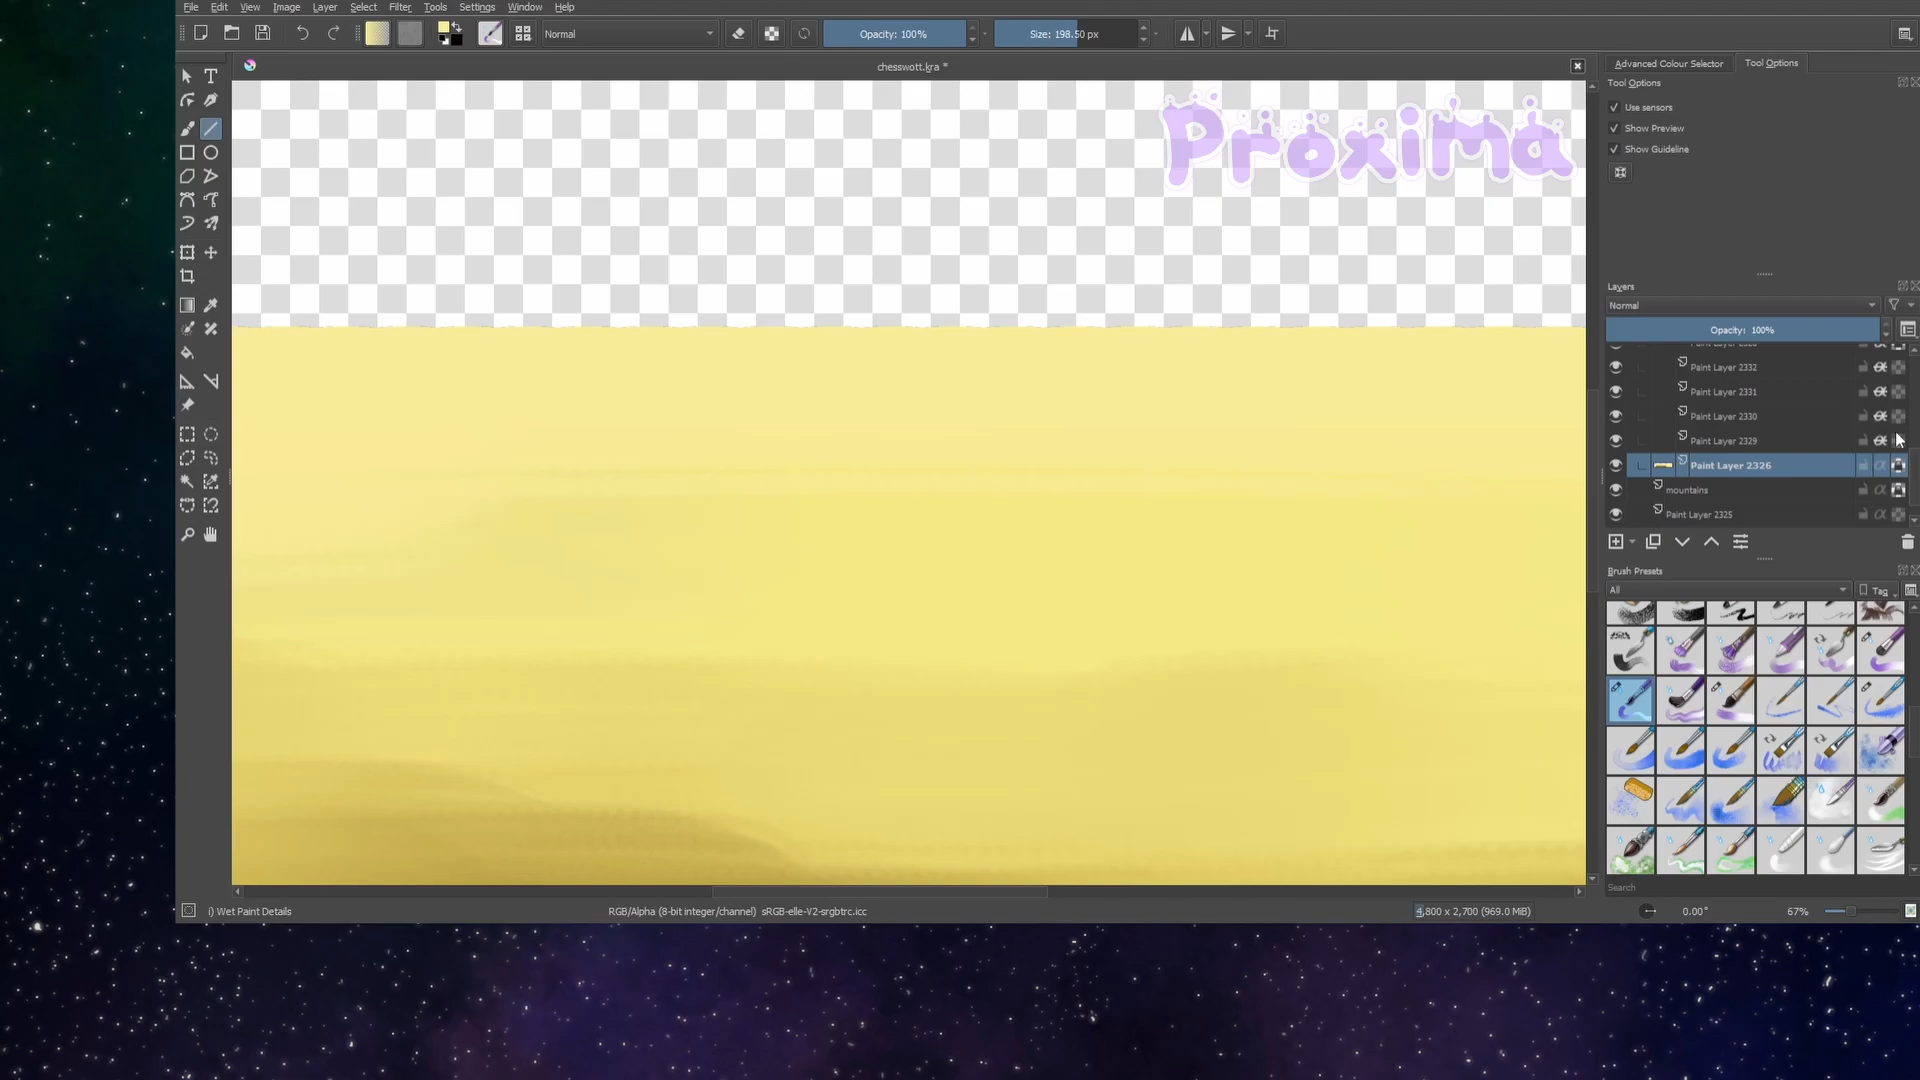 File Edit View Image Layer Select Filter Tools Settings Window Help
Normal
Opacity: 100%
Size: 198.50 px
chesswott.kra *
Advanced Colour Selector
Tool Options
Tool Options
Use sensors
Show Preview
Show Guideline
Proxima
Layers
Normal
Opacity: 100%
Paint Layer 2332
Paint Layer 2331
Paint Layer 2330
Paint Layer 2329
Paint Layer 2326
mountains
Paint Layer 2325
Brush Presets
All
Tag
Search
i) Wet Paint Details
RGB/Alpha (8-bit integer/channel) sRGB-elle-V2-srgbtrc.icc
4,800 x 2,700 (969.0 MiB)
0.00°
67%